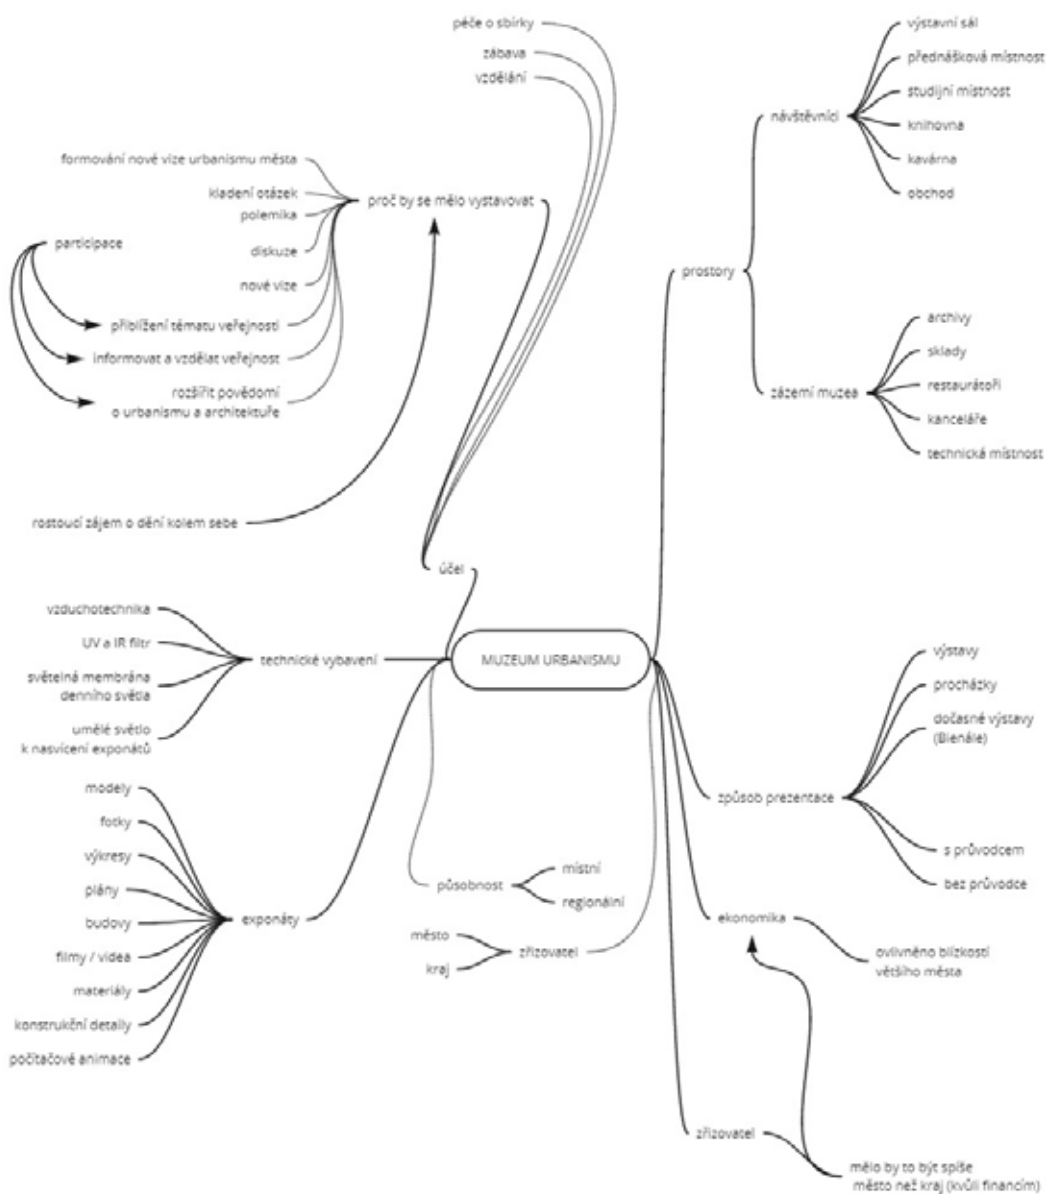 péče o sbírky
zábava
vzdělání
proč by se mělo vystavovat
formování nové vize urbanismu města
kladení otázek
polemika
diskuze
nové vize
přiblížení tématu veřejnosti
informovat a vzdělat veřejnost
rozšířit povědomí
o urbanismu a architektuře
participace
rostoucí zájem o dění kolem sebe
účel
MUZEUM URBANISMU
technické vybavení
vzduchotechnika
UV a IR filtr
světelná membrána
denního světla
umělé světlo
k nasvícení exponátů
exponáty
modely
fotky
výkresy
plány
budovy
filmy / videa
materiály
konstrukční detaily
počítačové animace
působnost
místní
regionální
zřizovatel
město
kraj
prostory
návštěvníci
výstavní sál
přednášková místnost
studijní místnost
knihovna
kavárna
obchod
zázemí muzea
archivy
sklady
restaurátoři
kanceláře
technická místnost
způsob prezentace
výstavy
procházky
dočasné výstavy
(Bienále)
s průvodcem
bez průvodce
ekonomika
ovlivněno blízkostí
většího města
zřizovatel
mělo by to být spíše
město než kraj (kvůli financím)